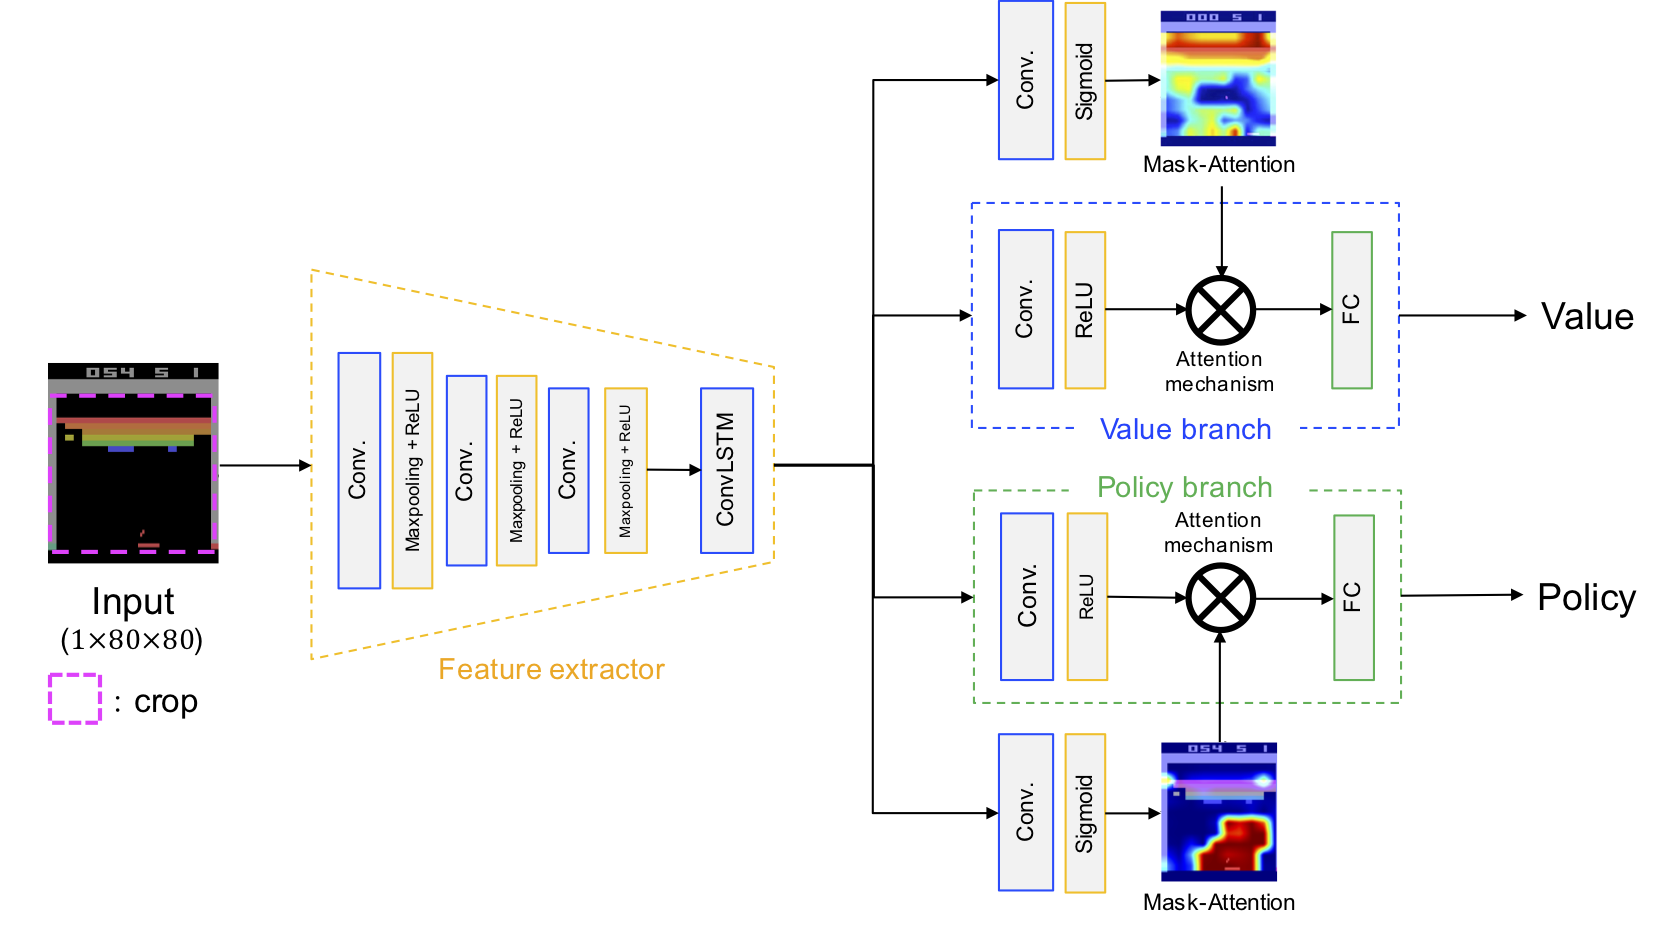 054 5 1
Input
(1×80×80)
: crop
Conv.
Maxpooling + ReLU
Conv.
Maxpooling + ReLU
Conv.
Maxpooling + ReLU
ConvLSTM
Feature extractor
Conv.
Sigmoid
000 5 1
Mask-Attention
Conv.
ReLU
Attention
mechanism
FC
Value branch
Value
Policy branch
Conv.
ReLU
Attention
mechanism
FC
Policy
Conv.
Sigmoid
054 5 1
Mask-Attention